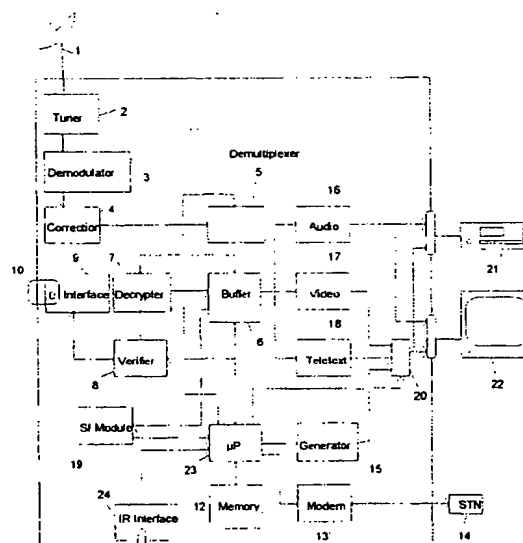 1
Tuner
2
Demodulator
3
Demultiplexer
5
16
4
Correction
Audio
10
9
7
17
21
Interface
Decrypter
Buffer
Video
6
18
Verifier
Teletext
8
20
22
SI Module
µP
Generator
19
23
15
24
12
IR Interface
Memory
Modem
STN
13
14